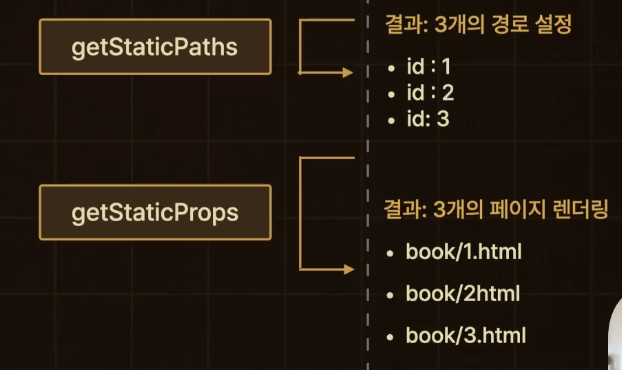 getStaticPaths
결과: 3개의 경로 설정
• id : 1
• id : 2
• id: 3
getStaticProps
결과: 3개의 페이지 렌더링
• book/1.html
• book/2html
• book/3.html